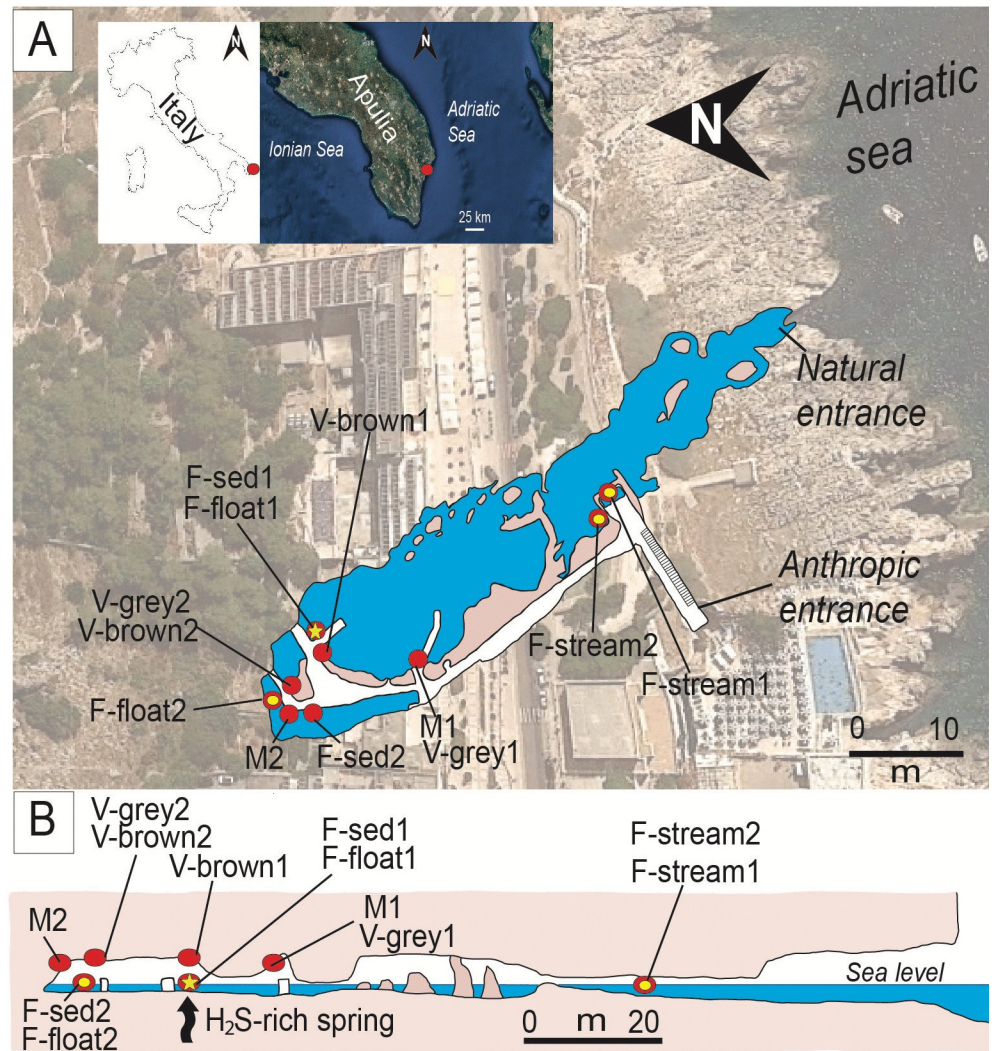 A
N
N
Italy
Apulia
Ionian Sea
Adriatic
Sea
25 km
N
Adriatic
sea
Natural
entrance
V-brown1
F-sed1
F-float1
V-grey2
V-brown2
Anthropic
entrance
F-stream2
F-stream1
F-float2
M2
F-sed2
M1
V-grey1
0 10
m
B
V-grey2
V-brown2
V-brown1
F-sed1
F-float1
F-stream2
F-stream1
M2
M1
V-grey1
Sea level
F-sed2
F-float2
H₂S-rich spring
0 m 20